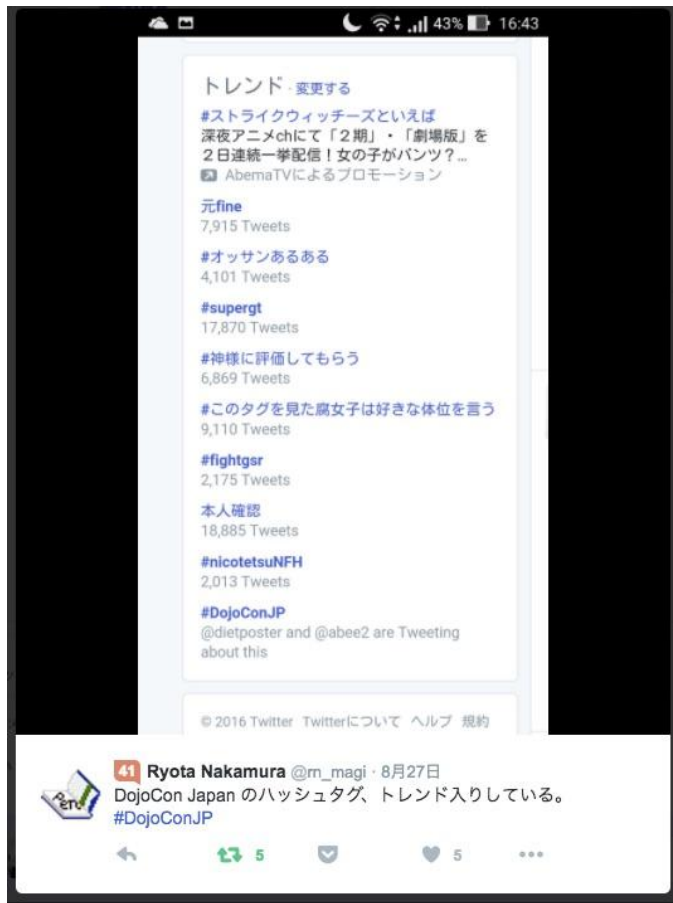 43% 16:43
トレンド · 変更する
#ストライクウィッチーズといえば
深夜アニメchにて「2期」・「劇場版」を
2日連続一挙配信！女の子がパンツ？...
AbemaTVによるプロモーション
元fine
7,915 Tweets
#オッサンあるある
4,101 Tweets
#supergt
17,870 Tweets
#神様に評価してもらう
6,869 Tweets
#このタグを見た腐女子は好きな体位を言う
9,110 Tweets
#fightgsr
2,175 Tweets
本人確認
18,885 Tweets
#nicotetsuNFH
2,013 Tweets
#DojoConJP
@dietposter and @abee2 are Tweeting
about this
© 2016 Twitter Twitterについて ヘルプ 規約
41 Ryota Nakamura @rn_magi · 8月27日
DojoCon Japan のハッシュタグ、トレンド入りしている。
#DojoConJP
5 5
Pen